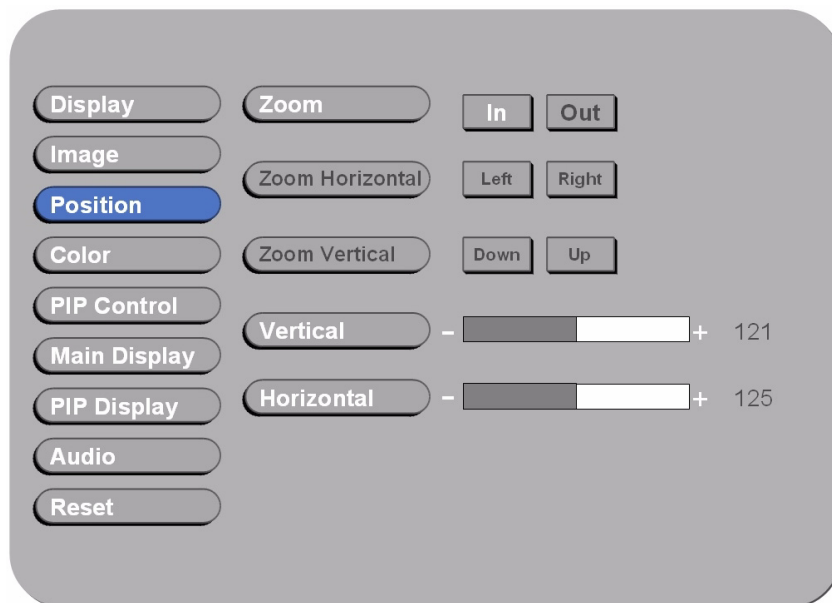 Display
Image
Position
Color
PIP Control
Main Display
PIP Display
Audio
Reset
Zoom In Out
Zoom Horizontal Left Right
Zoom Vertical Down Up
Vertical - + 121
Horizontal - + 125